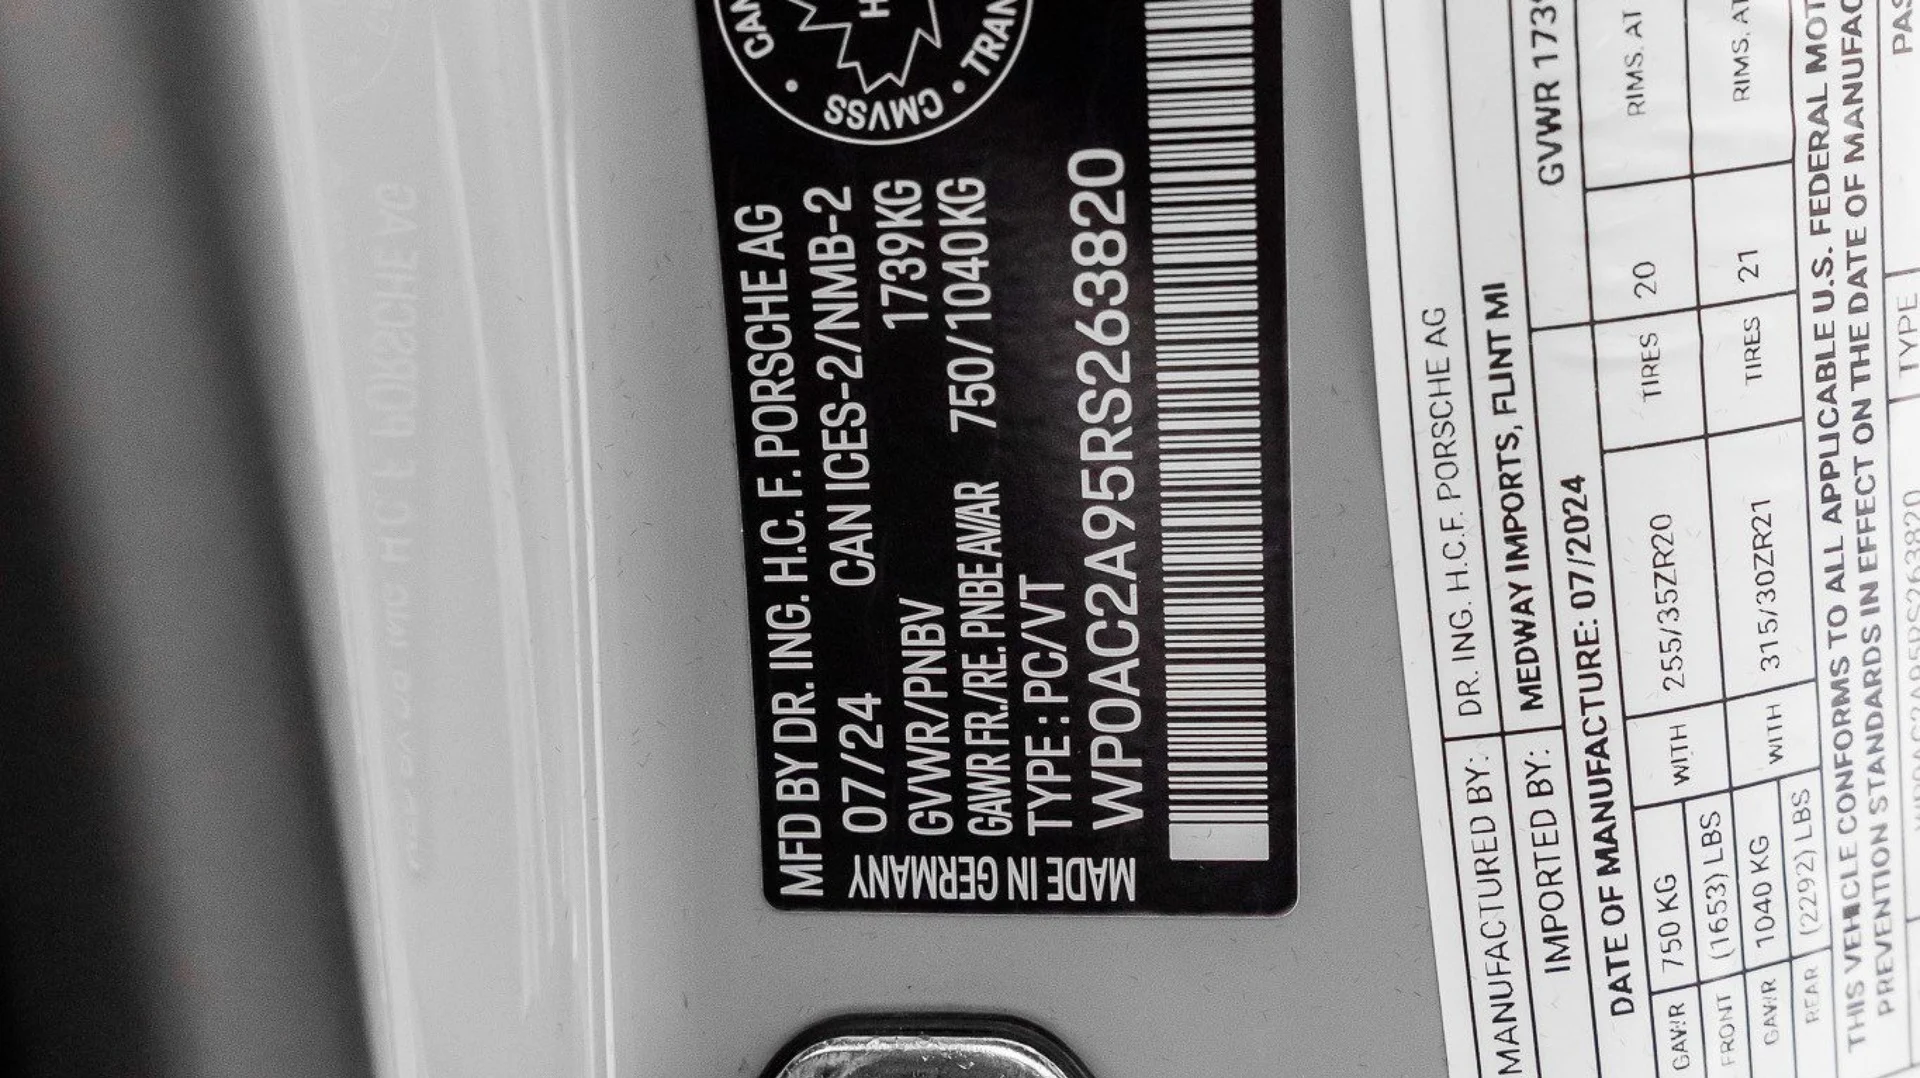 CMVSS
MFD BY DR. ING. H.C. F. PORSCHE AG
07/24 CAN ICES-2/NMB-2
GVWR/PNBV 1739KG
GAWR FR./RE. PNBE AV/AR 750/1040KG
TYPE : PC/VT
WP0AC2A95RS263820
MADE IN GERMANY
MANUFACTURED BY: DR. ING. H.C.F. PORSCHE AG
IMPORTED BY: MEDWAY IMPORTS, FLINT MI
DATE OF MANUFACTURE: 07/2024 GVWR 1739
GAWR FRONT 750 KG (1653) LBS WITH 255/35ZR20 TIRES 20 RIMS. AT
GAWR REAR 1040 KG (2292) LBS WITH 315/30ZR21 TIRES 21 RIMS. AT
THIS VEHICLE CONFORMS TO ALL APPLICABLE U.S. FEDERAL MOT
PREVENTION STANDARDS IN EFFECT ON THE DATE OF MANUFAC
WP0AC2A95RS263820 TYPE PAS